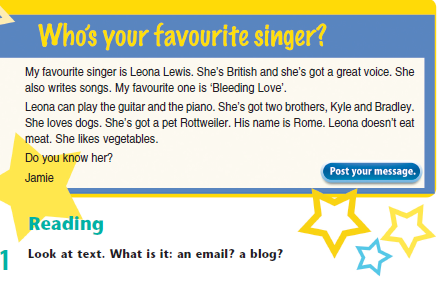 Who's your favourite singer?
My favourite singer is Leona Lewis. She's British and she's got a great voice. She
also writes songs. My favourite one is 'Bleeding Love'.
Leona can play the guitar and the piano. She's got two brothers, Kyle and Bradley.
She loves dogs. She's got a pet Rottweiler. His name is Rome. Leona doesn't eat
meat. She likes vegetables.
Do you know her?
Jamie
Post your message.
Reading
1 Look at text. What is it: an email? a blog?